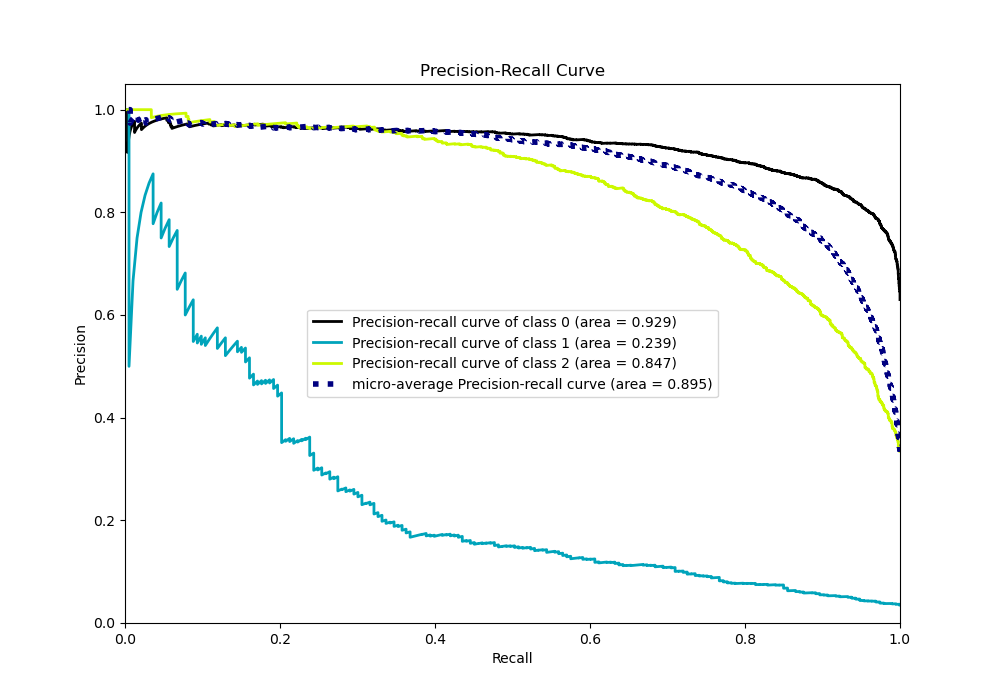 Precision-Recall Curve
1.0
0.8
0.6
0.4
0.2
0.0
Precision
Precision-recall curve of class 0 (area = 0.929)
Precision-recall curve of class 1 (area = 0.239)
Precision-recall curve of class 2 (area = 0.847)
micro-average Precision-recall curve (area = 0.895)
0.0 0.2 0.4 0.6 0.8 1.0
Recall